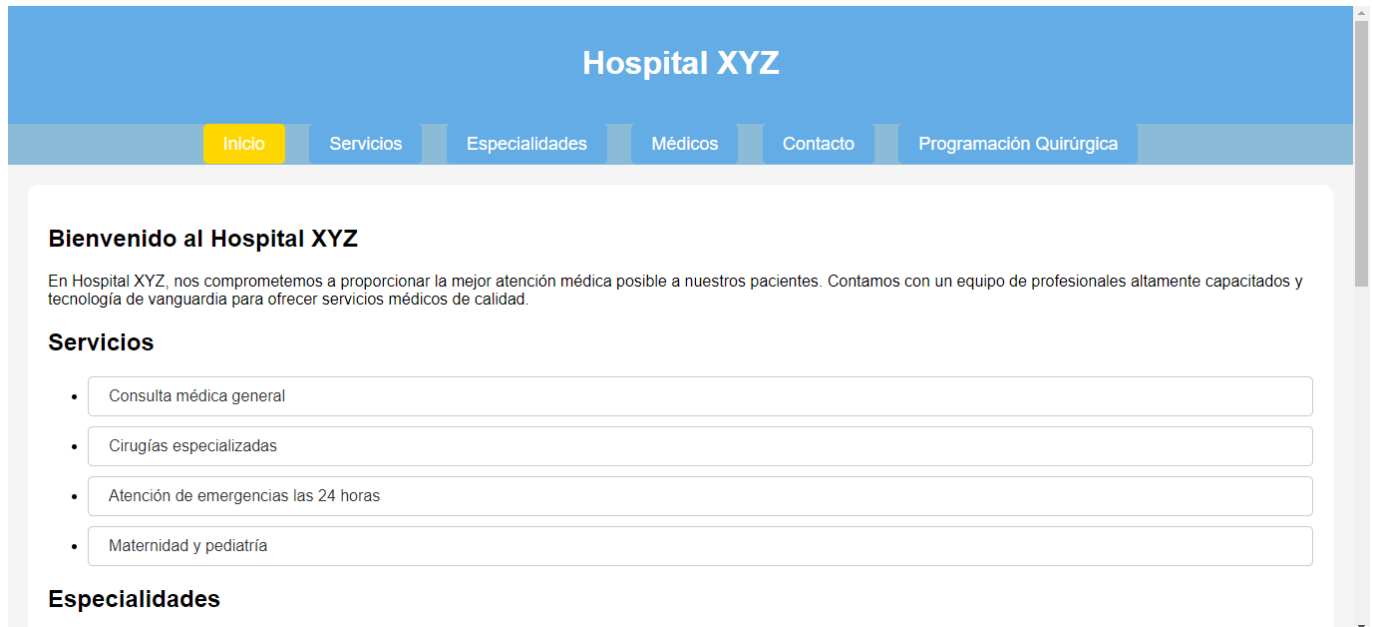 Hospital XYZ
Inicio Servicios Especialidades Médicos Contacto Programación Quirúrgica
Bienvenido al Hospital XYZ
En Hospital XYZ, nos comprometemos a proporcionar la mejor atención médica posible a nuestros pacientes. Contamos con un equipo de profesionales altamente capacitados y
tecnología de vanguardia para ofrecer servicios médicos de calidad.
Servicios
Consulta médica general
Cirugías especializadas
Atención de emergencias las 24 horas
Maternidad y pediatría
Especialidades